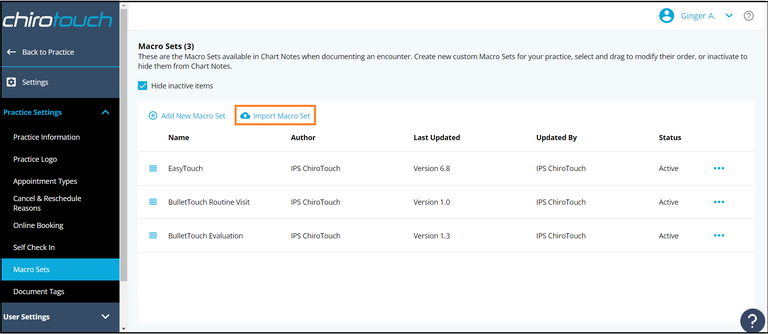 chirotouch
Ginger A.
Back to Practice
Settings
Practice Settings
Practice Information
Practice Logo
Appointment Types
Cancel & Reschedule
Reasons
Online Booking
Self Check In
Macro Sets
Document Tags
User Settings
Macro Sets (3)
These are the Macro Sets available in Chart Notes when documenting an encounter. Create new custom Macro Sets for your practice, select and drag to modify their order, or inactivate to
hide them from Chart Notes.
Hide inactive items
Add New Macro Set Import Macro Set
Name Author Last Updated Updated By Status
EasyTouch IPS ChiroTouch Version 6.8 IPS ChiroTouch Active
BulletTouch Routine Visit IPS ChiroTouch Version 1.0 IPS ChiroTouch Active
BulletTouch Evaluation IPS ChiroTouch Version 1.3 IPS ChiroTouch Active